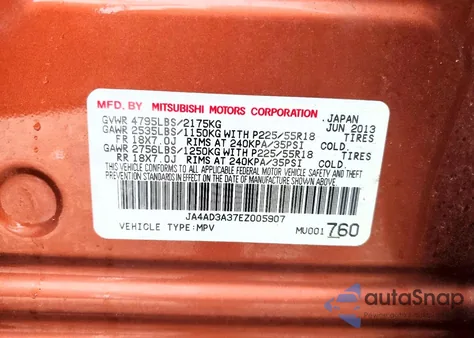 MFD. BY MITSUBISHI MOTORS CORPORATION .JAPAN
GVWR 4795LBS/2175KG JUN 2013
GAWR 2535LBS/1150KG WITH P225/55R18 TIRES
FR 18X7.0J RIMS AT 240KPA/35PSI COLD.
GAWR 2756LBS/1250KG WITH P225/55R18 TIRES
RR 18X7.0J RIMS AT 240KPA/35PSI COLD.
THIS VEHICLE CONFORMS TO ALL APPLICABLE FEDERAL MOTOR VEHICLE SAFETY, BUMPER, AND THEFT
PREVENTION STANDARDS IN EFFECT ON THE DATE OF MANUFACTURE SHOWN ABOVE.
JA4AD3A37EZ005907
VEHICLE TYPE:MPV MU001 760
autoSnap